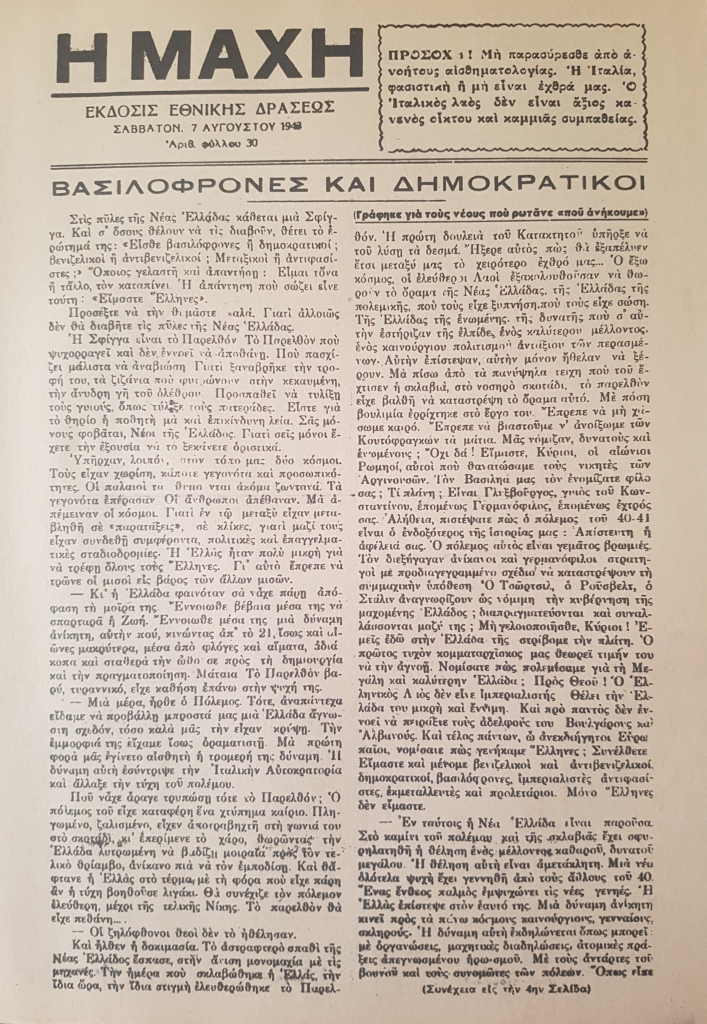 Η ΜΑΧΗ
ΕΚΔΟΣΙΣ ΕΘΝΙΚΗΣ ΔΡΑΣΕΩΣ
ΣΑΒΒΑΤΟΝ. 7 ΑΥΓΟΥΣΤΟΥ 1943
Ἀριθ. φύλλου 30
ΠΡΟΣΟΧΗ! Μὴ παρασύρεσθε ἀπὸ ἀ-
νοήτους αἰσθηματολογίας. Ἡ Ἰταλία,
φασιστικὴ ἢ μὴ εἶναι ἐχθρά μας. Ὁ
Ἰταλικὸς λαὸς δὲν εἶναι ἄξιος κα-
νενὸς οἴκτου καὶ καμμιᾶς συμπαθείας.
ΒΑΣΙΛΟΦΡΟΝΕΣ ΚΑΙ ΔΗΜΟΚΡΑΤΙΚΟΙ
Στὶς πύλες τῆς Νέας Ἑλλάδας κάθεται μιὰ Σφίγ-
γα. Καὶ σ' ὅσους θέλουν νὰ τὶς διαβοῦν, θέτει τὸ ἐ-
ρώτημά της: «Εἶσθε βασιλόφρονες ἢ δημοκρατικοί;
βενιζελικοὶ ἢ ἀντιβενιζελικοί; Μεταξικοὶ ἢ ἀντιφασί-
στες;» Ὅποιος γελαστῆ καὶ ἀπαντήση: Εἶμαι τὄνα
ἢ τἄλλο, τὸν καταπίνει. Ἡ ἀπάντηση ποὺ σώζει εἶνε
τούτη: «Εἴμαστε Ἕλληνες».
Προσέξτε νὰ τὴν θυμᾶστε καλά. Γιατὶ ἀλλοιῶς
δὲν θὰ διαβῆτε τὶς πύλες τῆς Νέας Ἑλλάδας.
Ἡ Σφίγγα εἶναι τὸ Παρελθὸν Τὸ Παρελθὸν ποὺ
ψυχορραγεῖ καὶ δὲν ἐννοεῖ νὰ ἀποθάνη. Ποὺ πασχί-
ζει μάλιστα νὰ ἀναβιώση Γιατὶ ξαναβρῆκε τὴν τρο-
φή του, τὰ ζιζάνια ποὺ φυτρώνουν στὴν κεκαυμένη,
τὴν ἄνυδρη γῆ τοῦ ὀλέθρου. Προσπαθεῖ νὰ τυλίξη
τοὺς γυιούς, ὅπως τύλιξε τοὺς πατεράδες. Εἶστε γιὰ
τὸ θηρίο ἡ ποθητὴ μὰ καὶ ἐπικίνδυνη λεία. Σᾶς μό-
νους φοβᾶται, Νέοι τῆς Ἑλλάδος. Γιατὶ σεῖς μόνοι ἔ-
χετε τὴν ἐξουσία νὰ τὸ ξεκάνετε ὁριστικά.
Ὑπῆρχαν, λοιπόν, στὸν τόπο μας δύο κόσμοι.
Τοὺς εἶχαν χωρίση, κάποτε γεγονότα καὶ προσωπικό-
τητες. Οἱ παλαιοὶ τὰ θυμοῦνται ἀκόμα ζωντανά. Τὰ
γεγονότα ἐπέρασαν Οἱ ἄνθρωποι ἀπέθαναν. Μὰ ἀ-
πέμειναν οἱ κόσμοι. Γιατὶ ἐν τῷ μεταξὺ εἶχαν μετα-
βληθῆ σὲ «παρατάξεις», σὲ κλίκες, γιατὶ μαζί τους
εἶχαν συνδεθῆ συμφέροντα, πολιτικὲς καὶ ἐπαγγελμα-
τικὲς σταδιοδρομίες. Ἡ Ἑλλὰς ἦταν πολὺ μικρὴ γιὰ
νὰ τρέφη ὅλους τοὺς Ἕλληνες. Γι' αὐτὸ ἔπρεπε νὰ
τρῶνε οἱ μισοὶ εἰς βάρος τῶν ἄλλων μισῶν.
— Κι' ἡ Ἑλλάδα φαινόταν σὰ νἄχε πάρη ἀπό-
φαση τὴ μοῖρα της. Ἔννοιωθε βέβαια μέσα της νὰ
σπαρταρᾶ ἡ Ζωή. Ἔννοιωθε μέσα της μιὰ δύναμη
ἀνίκητη, αὐτὴν πού, κινώντας ἀπ' τὸ 21, ἴσως καὶ αἰ-
ῶνες μακρύτερα, μέσα ἀπὸ φλόγες καὶ αἵματα, ἀδιά
κοπα καὶ σταθερὰ τὴν ὠθοῦσε πρὸς τὴ δημιουργία
καὶ τὴν πραγματοποίηση. Μάταια Τὸ Παρελθὸν βα-
ρύ, τυραννικό, εἶχε καθήση ἐπάνω στὴν ψυχή της.
— Μιὰ μέρα, ἦρθε ὁ Πόλεμος. Τότε, ἀναπάντεχα
εἴδαμε νὰ προβάλλη μπροστά μας μιὰ Ἑλλάδα ἄγνω-
στη σχεδόν, τόσο καλὰ μᾶς τὴν εἶχαν κρύψη. Τὴν
ἐμμορφιά της εἴχαμε ἴσως ὁραματιστῆ. Μὰ πρώτη
φορὰ μᾶς ἐγίνετο αἰσθητὴ ἡ τρομερή της δύναμη. Ἡ
δύναμη αὐτὴ ἐσύντριψε τὴν Ἰταλικὴν Αὐτοκρατορία
καὶ ἄλλαξε τὴν τύχη τοῦ πολέμου.
Ποῦ νἄχε ἄραγε τρυπώση τότε τὸ Παρελθόν; Ὁ
πόλεμος τοῦ εἶχε καταφέρη ἕνα χτύπημα καίριο. Πλη-
γωμένο, ζαλισμένο, εἶχεν ἀποτραβηχτῆ στὴ γωνιά του
στὸ σκοτάδι, κι' ἐπερίμενε τὸ χάρο, θωρῶντας τὴν
Ἑλλάδα λυτρωμένη νὰ βαδίζη μοιραῖα πρὸς τὸν τε-
λικὸ θρίαμβο, ἀνίκανο πιὰ νὰ τὸν ἐμποδίση. Καὶ θἄ-
φτανε ἡ Ἑλλὰς στὸ τέρμα, μὲ τὴ φόρα ποὺ εἶχε πάρη
ἂν ἡ τύχη βοηθοῦσε λιγάκι. Θὰ συνέχιζε τὸν πόλεμον
ἐλεύθερη, μέχρι τῆς τελικῆς Νίκης. Τὸ παρελθὸν θὰ
εἶχε πεθάνη....
— Οἱ ζηλόφθονοι θεοὶ δὲν τὸ ἠθέλησαν.
Καὶ ἦλθεν ἡ δοκιμασία. Τὸ ἀστραφτερὸ σπαθὶ τῆς
Νέας Ἑλλάδος ἔσπασε, στὴν ἄνιση μονομαχία μὲ τὶς
μηχανές. Τὴν ἡμέρα ποὺ σκλαβώθηκε ἡ Ἑλλάς, τὴν
ἴδια ὥρα, τὴν ἴδια στιγμὴ ἐλευθερώθηκε τὸ Παρελ-
(Γράφηκε γιὰ τοὺς νέους ποὺ ρωτᾶνε «ποῦ ἀνήκουμε»)
θόν. Ἡ πρώτη δουλειὰ τοῦ Κατακτητοῦ ὑπῆρξε νὰ
τοῦ λύση τὰ δεσμά. Ἤξερε αὐτὸς πὼς θὰ ἐξαπέλυεν
ἔτσι μεταξύ μας τὸ χειρότερο ἐχθρό μας... Ὁ ἔξω
κόσμος, οἱ ἐλεύθεροι Λαοὶ ἐξακολουθοῦσαν νὰ θω-
ροῦν τὸ ὅραμα τῆς Νέας Ἑλλάδας, τῆς Ἑλλάδας τῆς
πολεμικῆς, ποὺ τοὺς εἶχε ξυπνήση, ποὺ τοὺς εἶχε σώση.
Τῆς Ἑλλάδας τῆς ἑνωμένης, τῆς δυνατῆς ποὺ σ' αὐ-
τὴν ἐστήριζαν τὶς ἐλπίδες, ἑνὸς καλύτερου μέλλοντος,
ἑνὸς καινούργιου πολιτισμοῦ ἀντάξιου τῶν περασμέ-
νων. Αὐτὴν ἐπίστεψαν, αὐτὴν μόνον ἤθελαν νὰ ξέ-
ρουν. Μὰ πίσω ἀπὸ τὰ πανύψηλα τείχη ποὺ τοῦ ἔ-
χτισεν ἡ σκλαβιά, στὸ νοσηρὸ σκοτάδι, τὸ παρελθὸν
εἶχε βαλθῆ νὰ καταστρέψη τὸ ὅραμα αὐτό. Μὲ πόση
βουλιμία ἐρρίχτηκε στὸ ἔργο του. Ἔπρεπε νὰ μὴ χά-
σωμε καιρό. Ἔπρεπε νὰ βιαστοῦμε ν' ἀνοίξωμε τῶν
Κουτόφραγκων τὰ μάτια. Μᾶς νόμιζαν, δυνατοὺς καὶ
ἑνωμένους; Ὄχι δά! Εἴμαστε, Κύριοι, οἱ αἰώνιοι
Ρωμηοί, αὐτοὶ ποὺ θανατώσαμε τοὺς νικητὲς τῶν
Ἀργινουσῶν. Τὸν Βασιληά μας τὸν ἐνομίζατε φίλο
σας; Τί πλάνη; Εἶναι Γλίξβουργος, γυιὸς τοῦ Κων-
σταντίνου, ἑπομένως Γερμανόφιλος, ἑπομένως ἐχτρός
σας. Ἀλήθεια, πιστέψατε πὼς ὁ πόλεμος τοῦ 40-41
εἶναι ὁ ἐνδοξότερος τῆς ἱστορίας μας; Ἀπίστευτη ἡ
ἀφέλειά σας. Ὁ πόλεμος αὐτὸς εἶναι γεμάτος βρωμιές.
Τὸν διεξήγαγαν ἀνίκανοι καὶ γερμανόφιλοι στρατη-
γοὶ μὲ προδιαγεγραμμένο σχέδιο νὰ καταστρέψουν τὴ
συμμαχικὴν ὑπόθεση Ὁ Τσῶρτσιλ, ὁ Ροῦσβελτ, ὁ
Στάλιν ἀναγνωρίζουν ὡς νόμιμη τὴν κυβέρνηση τῆς
μαχομένης Ἑλλάδος; διαπραγματεύονται καὶ συναλ-
λάσσονται μαζί της; Μὴ γελοιοποιῆσθε, Κύριοι! Ἐ-
μεῖς ἐδῶ στὴν Ἑλλάδα τῆς στρίβομε τὴν πλάτη. Ὁ
πρῶτος τυχὸν κομματάρχισκος μας θεωρεῖ τιμήν του
νὰ τὴν ἀγνοῆ. Νομίσατε πὼς πολεμήσαμε γιὰ τὴ Με-
γάλη καὶ καλύτερην Ἑλλάδα; Πρὸς Θεοῦ! Ὁ Ἑλ-
ληνικὸς Λαὸς δὲν εἶνε ἰμπεριαλιστὴς Θέλει τὴν Ἑλ-
λάδα του μικρὴ καὶ ἔντιμη. Καὶ πρὸ παντὸς δὲν ἐν-
νοεῖ νὰ πειράξη τοὺς ἀδελφούς του Βουλγάρους καὶ
Ἀλβανούς. Καὶ τέλος πάντων, ὦ ἀνεκδιήγητοι Εὐρω
παῖοι, νομίσατε πὼς γενήκαμε Ἕλληνες; Συνέλθετε
Εἴμαστε καὶ μένομε βενιζελικοὶ καὶ ἀντιβενιζελικοί.
δημοκρατικοί, βασιλόφρονες, ἰμπεριαλιστὲς ἀντιφασί-
στες, ἐκμεταλλευτὲς καὶ προλετάριοι. Μόνο Ἕλληνες
δὲν εἴμαστε.
— Ἐν τούτοις ἡ Νέα Ἑλλάδα εἶναι παροῦσα.
Στὸ καμίνι τοῦ πολέμου καὶ τῆς σκλαβιᾶς ἔχει σφυ-
ρηλατηθῆ ἡ θέληση ἑνὸς μέλλοντος καθαροῦ, δυνατοῦ
μεγάλου. Ἡ θέληση αὐτὴ εἶναι ἀμετάκλητη. Μιὰ νέα
ὁλότελα ψυχὴ ἔχει γεννηθῆ ἀπὸ τοὺς ἄθλους τοῦ 40.
Ἕνας ἔνθεος παλμὸς ἐμψυχώνει τὶς νέες γενηές. Ἡ
Ἑλλὰς ἐπίστεψε στὸν ἑαυτό της. Μιὰ δύναμη ἀνίκητη
κινεῖ πρὸς τὰ πάνω κόσμους καινούργιους, γενναίους,
σκληρούς. Ἡ δύναμη αὐτὴ ἐκδηλώνεται ὅπως μπορεῖ:
μὲ ὀργανώσεις, μαχητικὲς διαδηλώσεις, ἀτομικὲς πρά-
ξεις ἀπεγνωσμένου ἡρωϊσμοῦ. Μὲ τοὺς ἀντάρτες τοῦ
βουνοῦ καὶ τοὺς συνομῶτες τῶν πόλεων. Ὅπως εἶπε
(Συνέχεια εἰς τὴν 4ην Σελίδα)